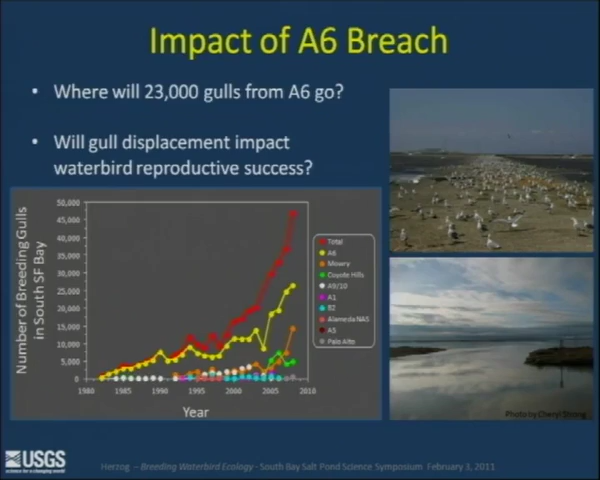 Impact of A6 Breach
• Where will 23,000 gulls from A6 go?
• Will gull displacement impact
waterbird reproductive success?
Number of Breeding Gulls
in South SF Bay
50,000
45,000
40,000
35,000
30,000
25,000
20,000
15,000
10,000
5,000
0
1980 1985 1990 1995 2000 2005 2010
Year
Total
A6
Mowry
Coyote Hills
A9/10
A1
B2
Alameda NAS
A5
Palo Alto
Photo by Cheryl Strong
USGS
science for a changing world
Herzog – Breeding Waterbird Ecology - South Bay Salt Pond Science Symposium February 3, 2011